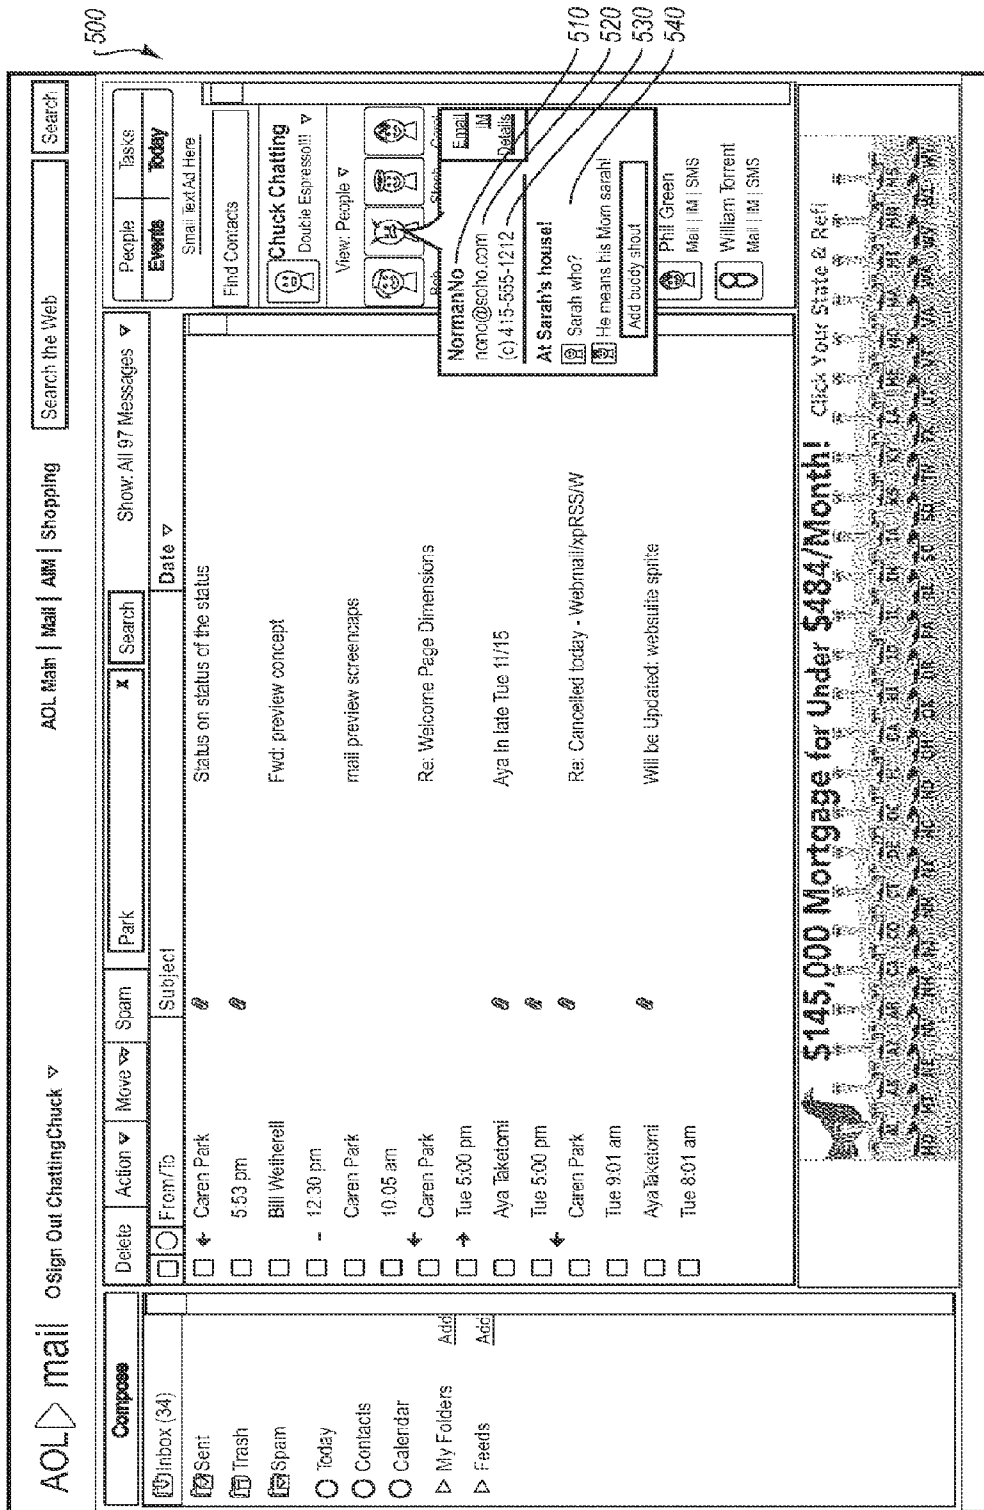 500
AOL mail
OSign Out ChattingChuck
AOL Main | Mail | AIM | Shopping
Search the Web
Search
Compose
Inbox (34)
Sent
Trash
Spam
Today
Contacts
Calendar
My Folders Add
Feeds Add
Delete Action Move Spam
Park X
Search
Show: All 97 Messages
From/To
Subject
Date
Caren Park Status on status of the status
5:53 pm
Bill Wetherell Fwd: preview concept
12:30 pm
Caren Park mail preview screencaps
10:05 am
Caren Park Re: Welcome Page Dimensions
Tue 5:00 pm
Aya Taketomi Aya In late Tue 11/15
Tue 5:00 pm
Caren Park Re: Cancelled today - Webmail/xpRSS/W
Tue 9:01 am
Aya Taketomi Will be: Updated: websuite sprite
Tue 8:01 am
People Tasks
Events Today
Small Text Ad Here
Find Contacts
Chuck Chatting
Double Espresso!!!
View: People
NormanNo
nono@soho.com
(c) 415-555-1212
Email
IM
Details
At Sarah's house!
Sarah who?
He means his Mom sarah!
Add buddy shout
510
520
530
540
Phil Green
Mail | IM | SMS
William Torrent
Mail | IM | SMS
$145,000 Mortgage for Under $484/Month! Click Your State & Refi